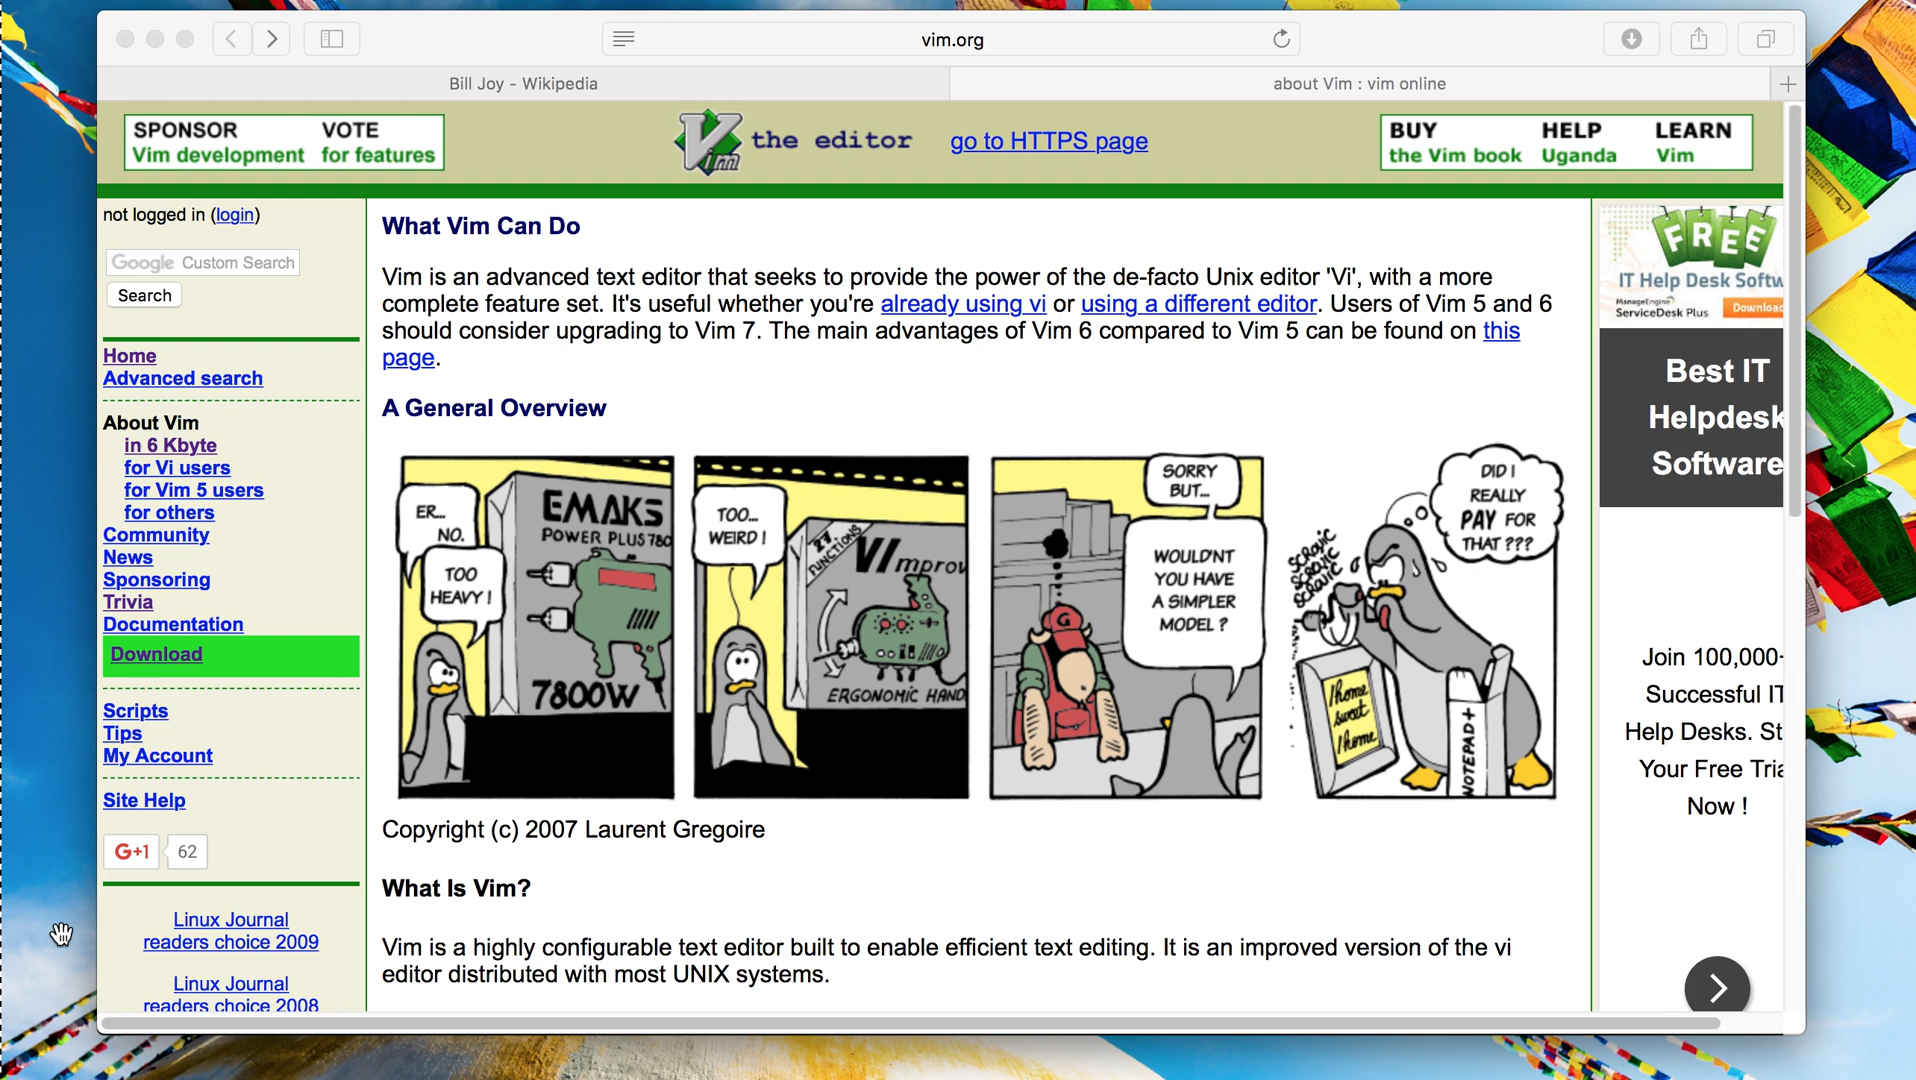 vim.org
Bill Joy - Wikipedia
about Vim : vim online
SPONSOR VOTE
Vim development for features
Vim the editor
go to HTTPS page
BUY HELP LEARN
the Vim book Uganda Vim
not logged in (login)
Google Custom Search
Search
Home
Advanced search
About Vim
in 6 Kbyte
for Vi users
for Vim 5 users
for others
Community
News
Sponsoring
Trivia
Documentation
Download
Scripts
Tips
My Account
Site Help
G+1 62
Linux Journal
readers choice 2009
Linux Journal
readers choice 2008
What Vim Can Do
Vim is an advanced text editor that seeks to provide the power of the de-facto Unix editor 'Vi', with a more
complete feature set. It's useful whether you're already using vi or using a different editor. Users of Vim 5 and 6
should consider upgrading to Vim 7. The main advantages of Vim 6 compared to Vim 5 can be found on this
page.
A General Overview
ER...
NO.
TOO
HEAVY!
EMAKS
POWER PLUS 780
7800W
TOO...
WEIRD!
27
FUNCTIONS
VImprov
ERGONOMIC HAND
SORRY
BUT...
WOULD'NT
YOU HAVE
A SIMPLER
MODEL?
G
DID I
REALLY
PAY FOR
THAT ???
SCROUIC
SCROUIC
SCROUIC
Home
sweet
Home
NOTEPAD+
Copyright (c) 2007 Laurent Gregoire
What Is Vim?
Vim is a highly configurable text editor built to enable efficient text editing. It is an improved version of the vi
editor distributed with most UNIX systems.
FREE
IT Help Desk Softw
ManageEngine
ServiceDesk Plus
Download
Best IT
Helpdesk
Software
Join 100,000+
Successful IT
Help Desks. St
Your Free Tria
Now !